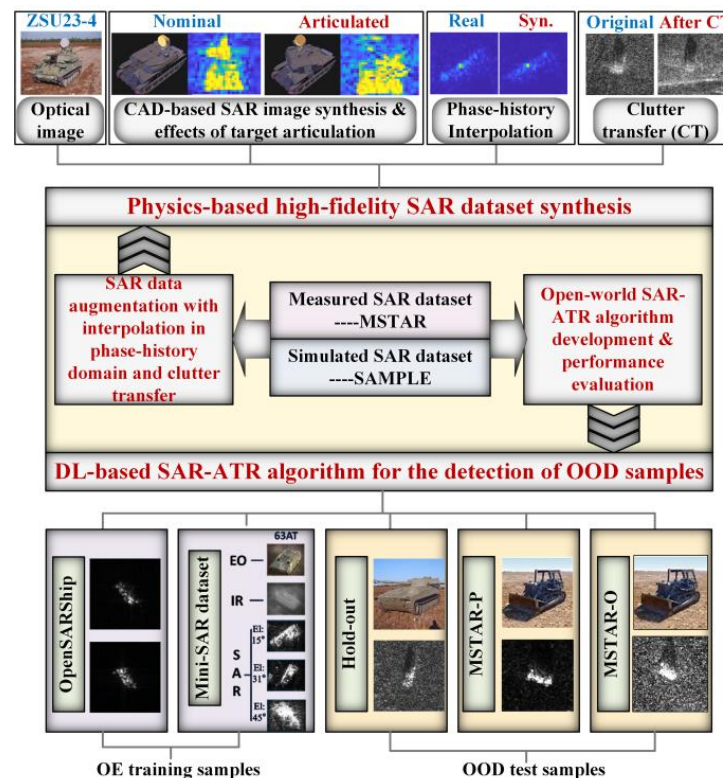 ZSU23-4
Nominal
Articulated
Real
Syn.
Original
After CT
Optical
image
CAD-based SAR image synthesis &
effects of target articulation
Phase-history
Interpolation
Clutter
transfer (CT)
Physics-based high-fidelity SAR dataset synthesis
SAR data
augmentation with
interpolation in
phase-history
domain and clutter
transfer
Measured SAR dataset
----MSTAR
Simulated SAR dataset
----SAMPLE
Open-world SAR-
ATR algorithm
development &
performance
evaluation
DL-based SAR-ATR algorithm for the detection of OOD samples
OpenSARShip
Mini-SAR dataset
63AT
EO
IR
S
A
R
El:
15°
El:
31°
El:
45°
Hold-out
MSTAR-P
MSTAR-O
OE training samples
OOD test samples